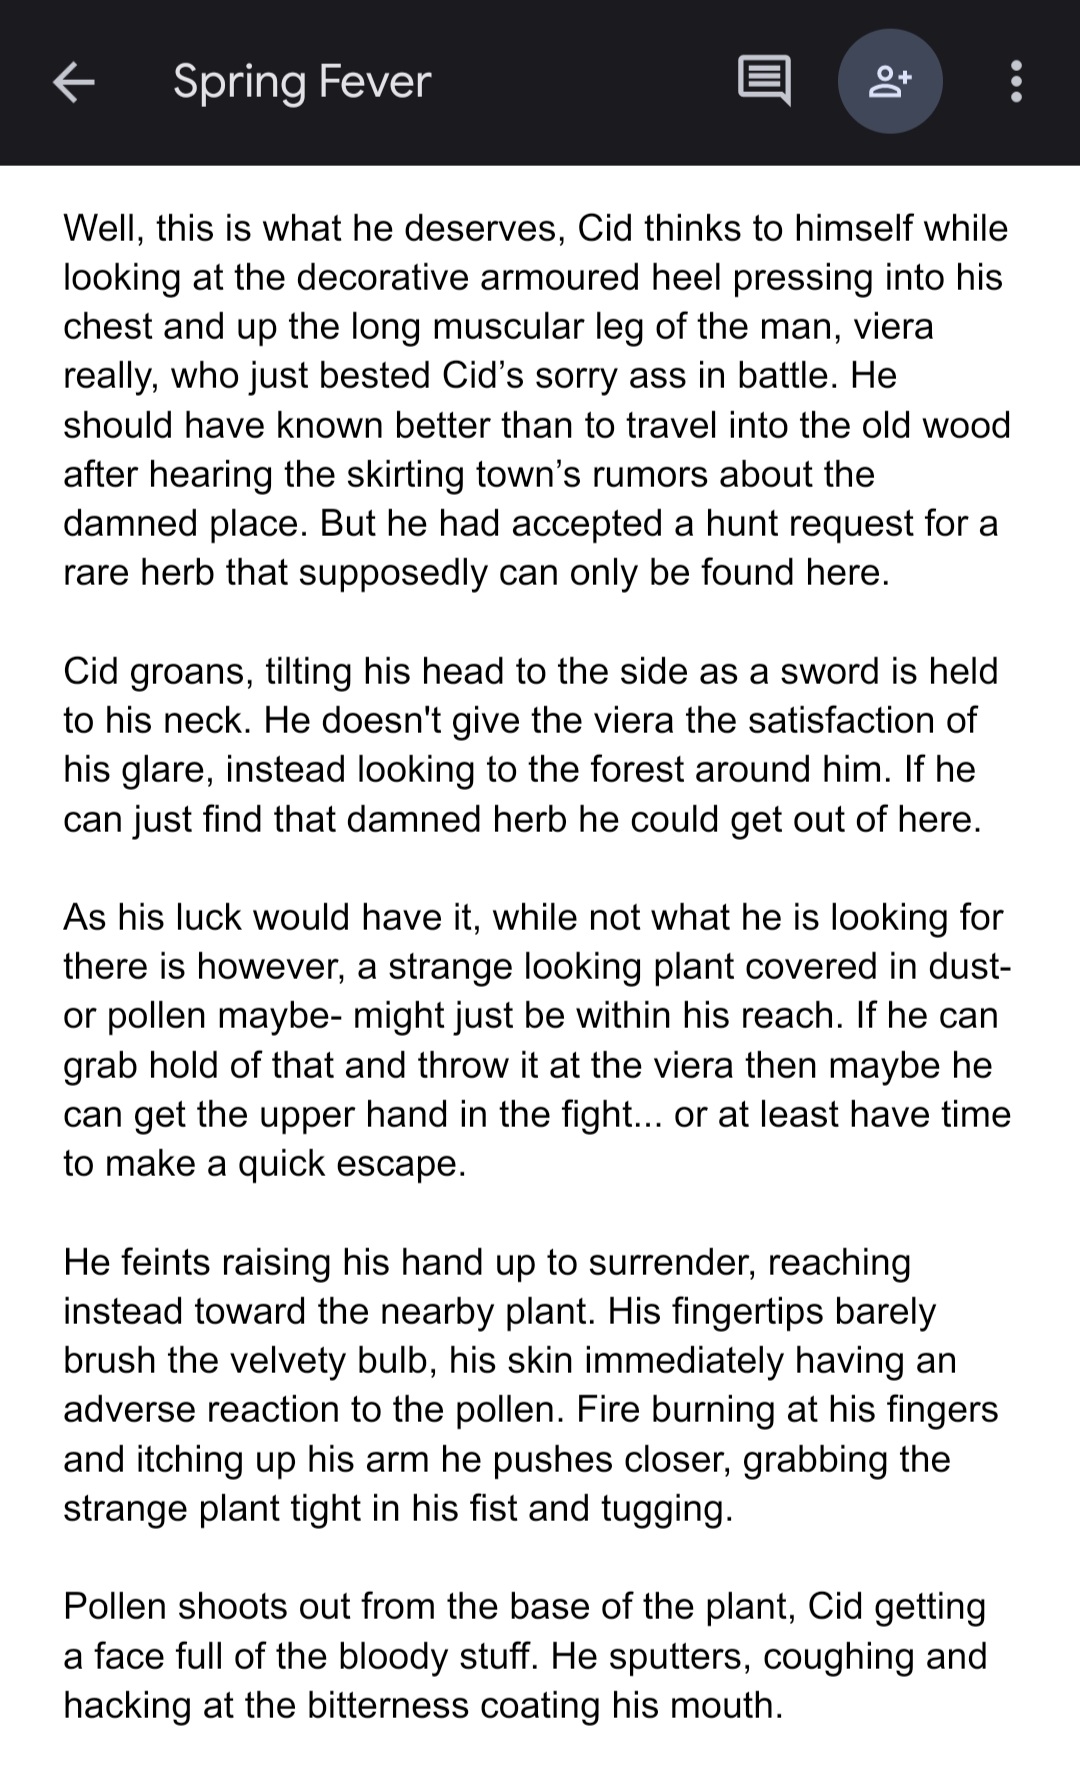 Spring Fever
Well, this is what he deserves, Cid thinks to himself while
looking at the decorative armoured heel pressing into his
chest and up the long muscular leg of the man, viera
really, who just bested Cid’s sorry ass in battle. He
should have known better than to travel into the old wood
after hearing the skirting town’s rumors about the
damned place. But he had accepted a hunt request for a
rare herb that supposedly can only be found here.
Cid groans, tilting his head to the side as a sword is held
to his neck. He doesn't give the viera the satisfaction of
his glare, instead looking to the forest around him. If he
can just find that damned herb he could get out of here.
As his luck would have it, while not what he is looking for
there is however, a strange looking plant covered in dust-
or pollen maybe- might just be within his reach. If he can
grab hold of that and throw it at the viera then maybe he
can get the upper hand in the fight... or at least have time
to make a quick escape.
He feints raising his hand up to surrender, reaching
instead toward the nearby plant. His fingertips barely
brush the velvety bulb, his skin immediately having an
adverse reaction to the pollen. Fire burning at his fingers
and itching up his arm he pushes closer, grabbing the
strange plant tight in his fist and tugging.
Pollen shoots out from the base of the plant, Cid getting
a face full of the bloody stuff. He sputters, coughing and
hacking at the bitterness coating his mouth.